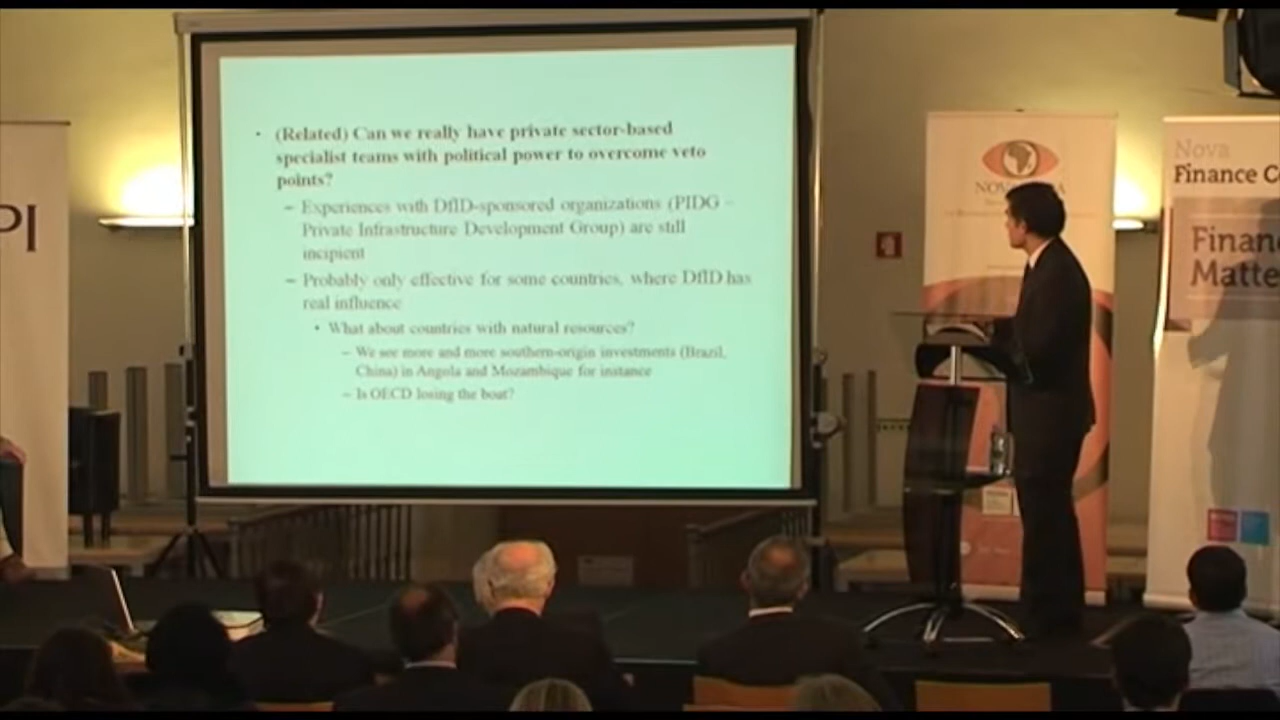 • (Related) Can we really have private sector-based
specialist teams with political power to overcome veto
points?
– Experiences with DfID-sponsored organizations (PIDG –
Private Infrastructure Development Group) are still
incipient
– Probably only effective for some countries, where DfID has
real influence
• What about countries with natural resources?
– We see more and more southern-origin investments (Brazil,
China) in Angola and Mozambique for instance
– Is OECD losing the boat?
PI
Nova
Finance C
Finan
Matte